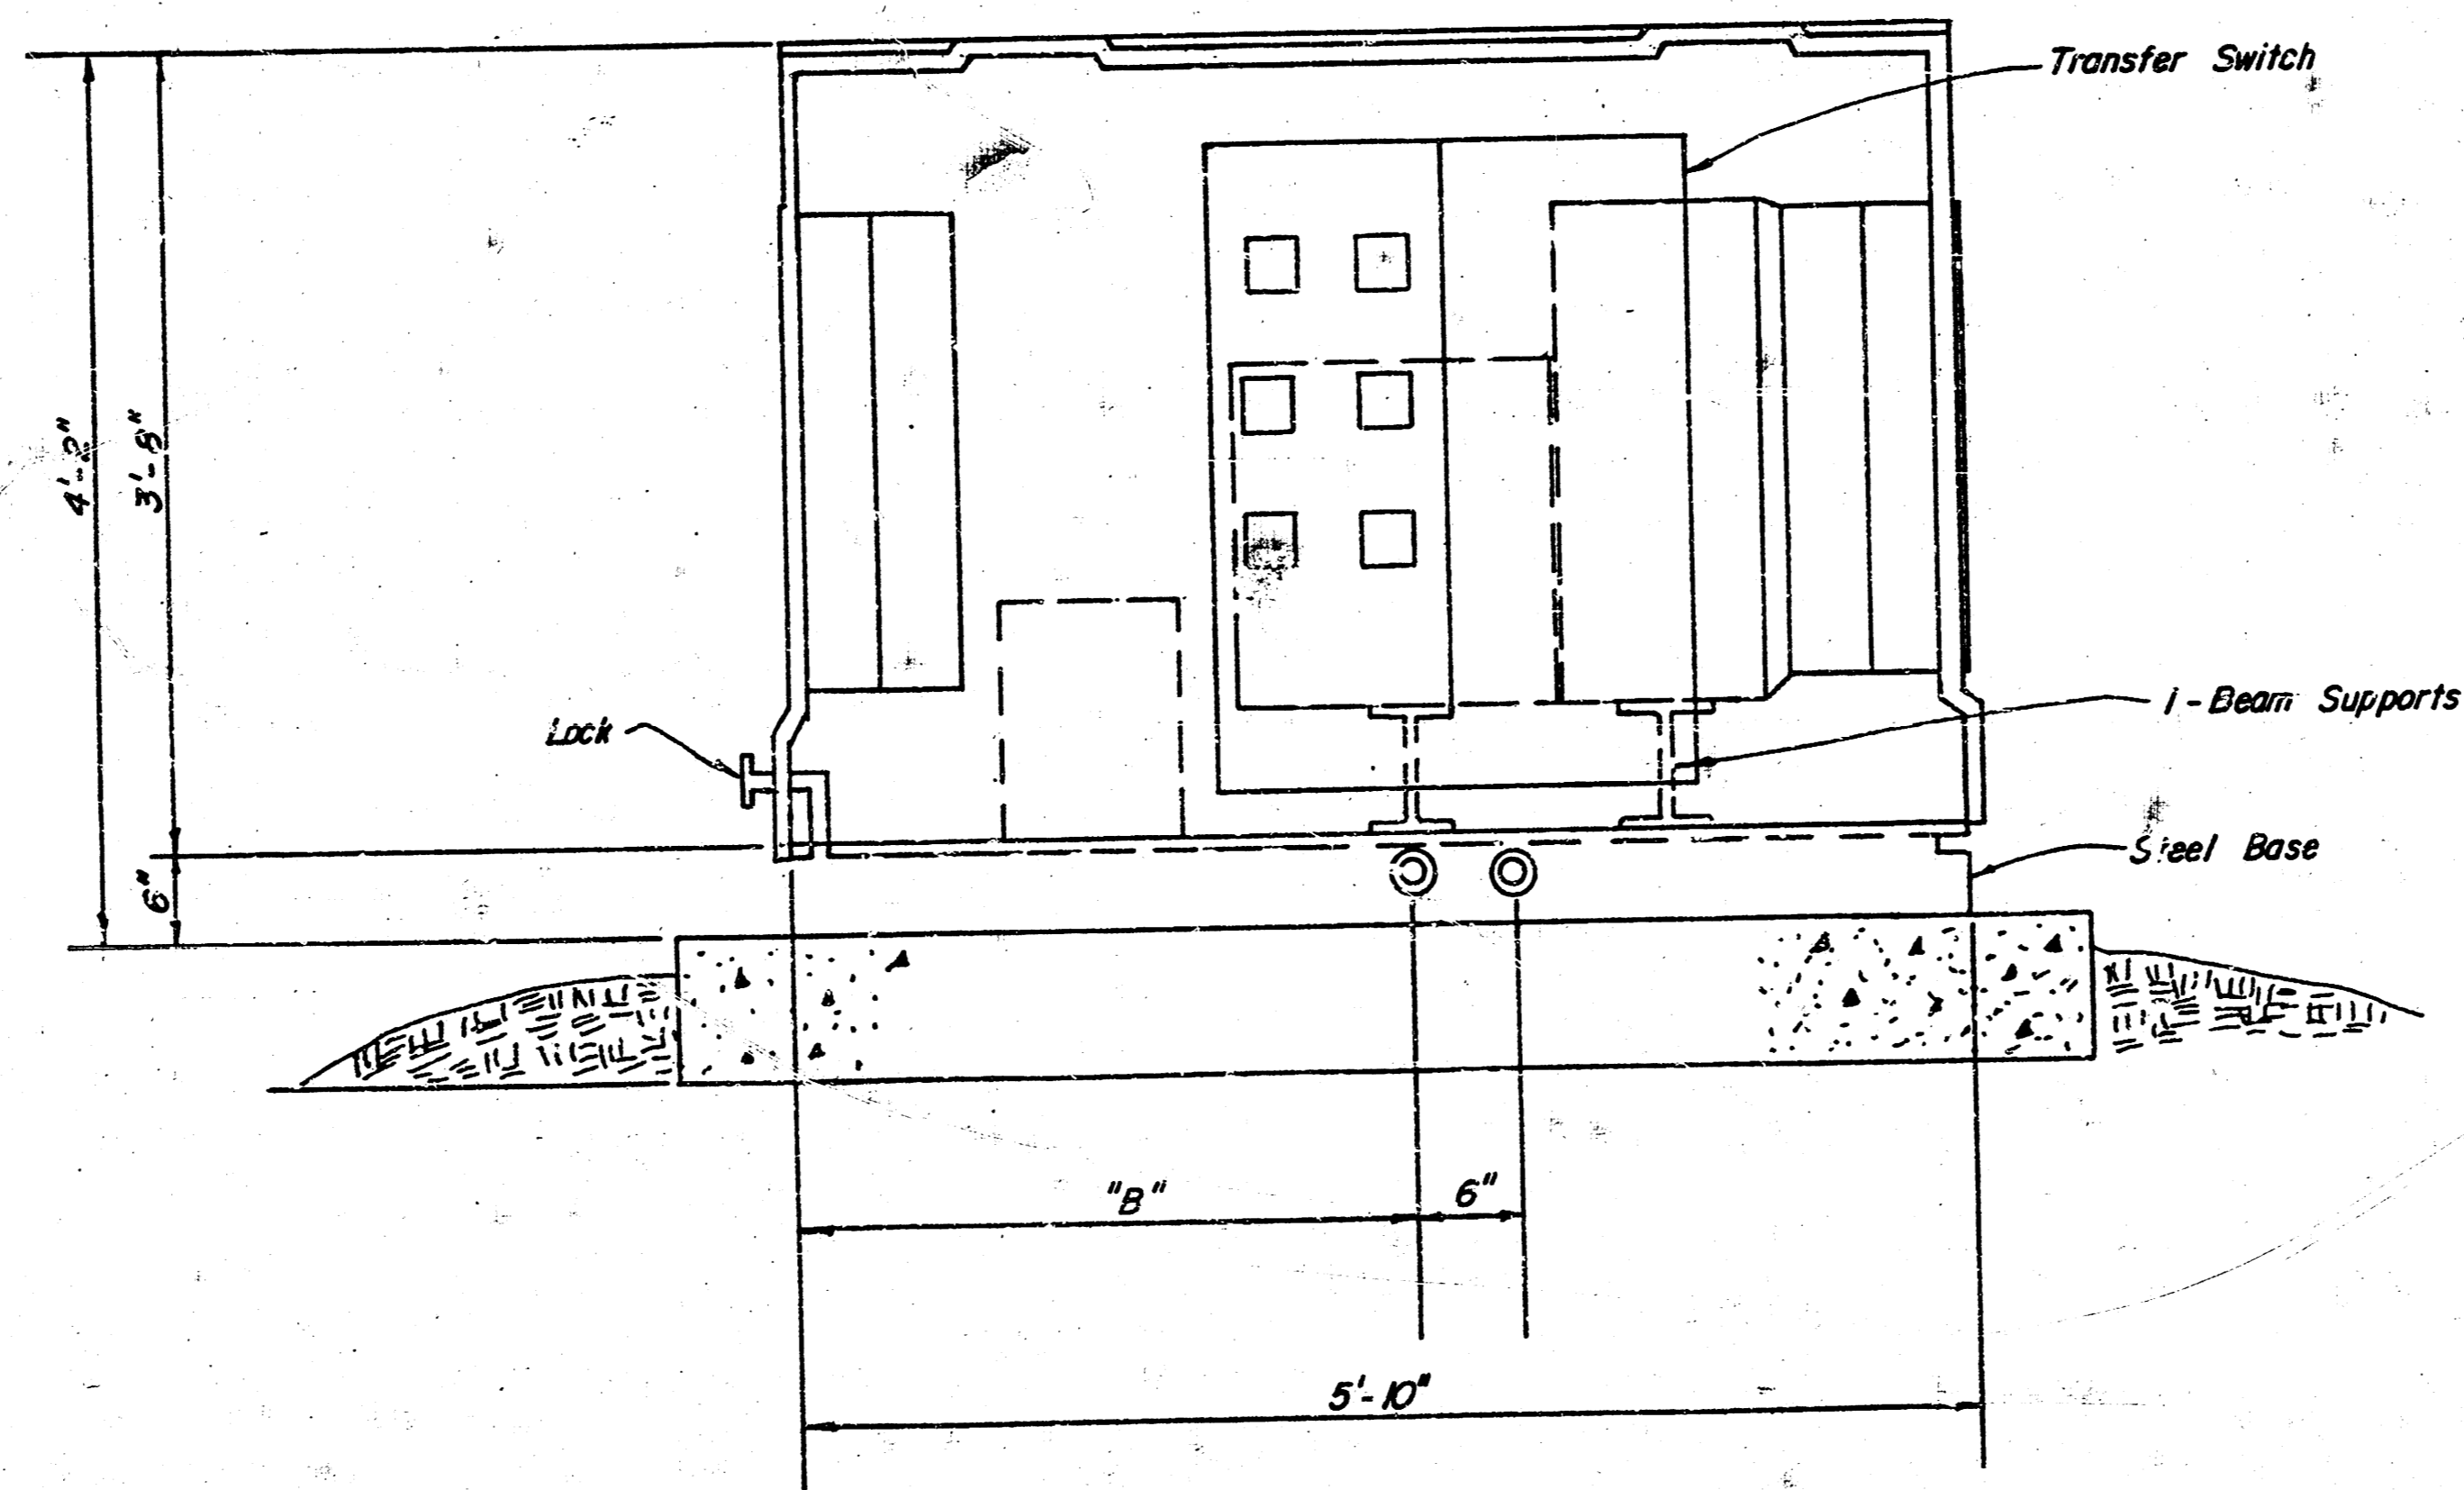 Transfer Switch
4'-2"
3'-8"
I-Beam Supports
Lock
Steel Base
6"
"B"
6"
5'-10"